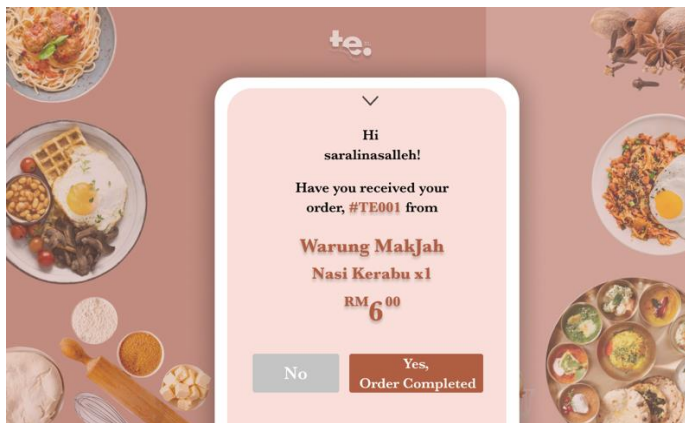 te.
Hi
saralinasalleh!
Have you received your
order, #TE001 from
Warung MakJah
Nasi Kerabu x1
RM6 00
No
Yes,
Order Completed